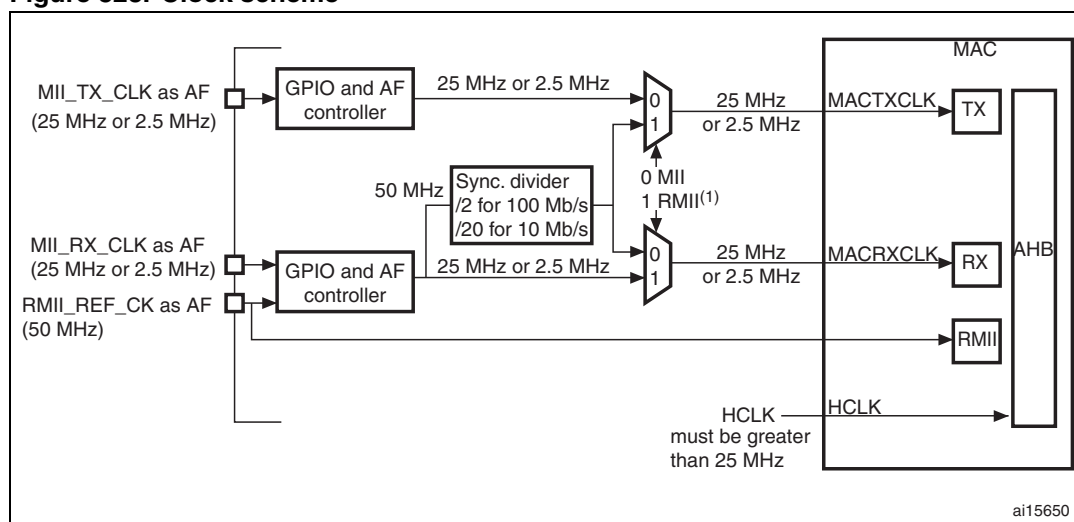 Figure 325. Clock scheme
MAC
MII_TX_CLK as AF
(25 MHz or 2.5 MHz)
GPIO and AF
controller
25 MHz or 2.5 MHz
0
1
25 MHz
or 2.5 MHz
MACTXCLK
TX
50 MHz
Sync. divider
/2 for 100 Mb/s
/20 for 10 Mb/s
0 MII
1 RMII(1)
MII_RX_CLK as AF
(25 MHz or 2.5 MHz)
RMII_REF_CK as AF
(50 MHz)
GPIO and AF
controller
25 MHz or 2.5 MHz
0
1
25 MHz
or 2.5 MHz
MACRXCLK
RX
AHB
RMII
HCLK
must be greater
than 25 MHz
HCLK
ai15650